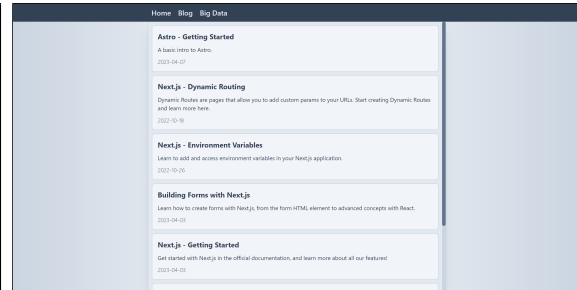 Home Blog Big Data
Astro - Getting Started
A basic intro to Astro.
2023-04-07
Next.js - Dynamic Routing
Dynamic Routes are pages that allow you to add custom params to your URLs. Start creating Dynamic Routes
and learn more here.
2022-10-18
Next.js - Environment Variables
Learn to add and access environment variables in your Next.js application.
2022-10-26
Building Forms with Next.js
Learn how to create forms with Next.js, from the form HTML element to advanced concepts with React.
2023-04-03
Next.js - Getting Started
Get started with Next.js in the official documentation, and learn more about all our features!
2023-04-03